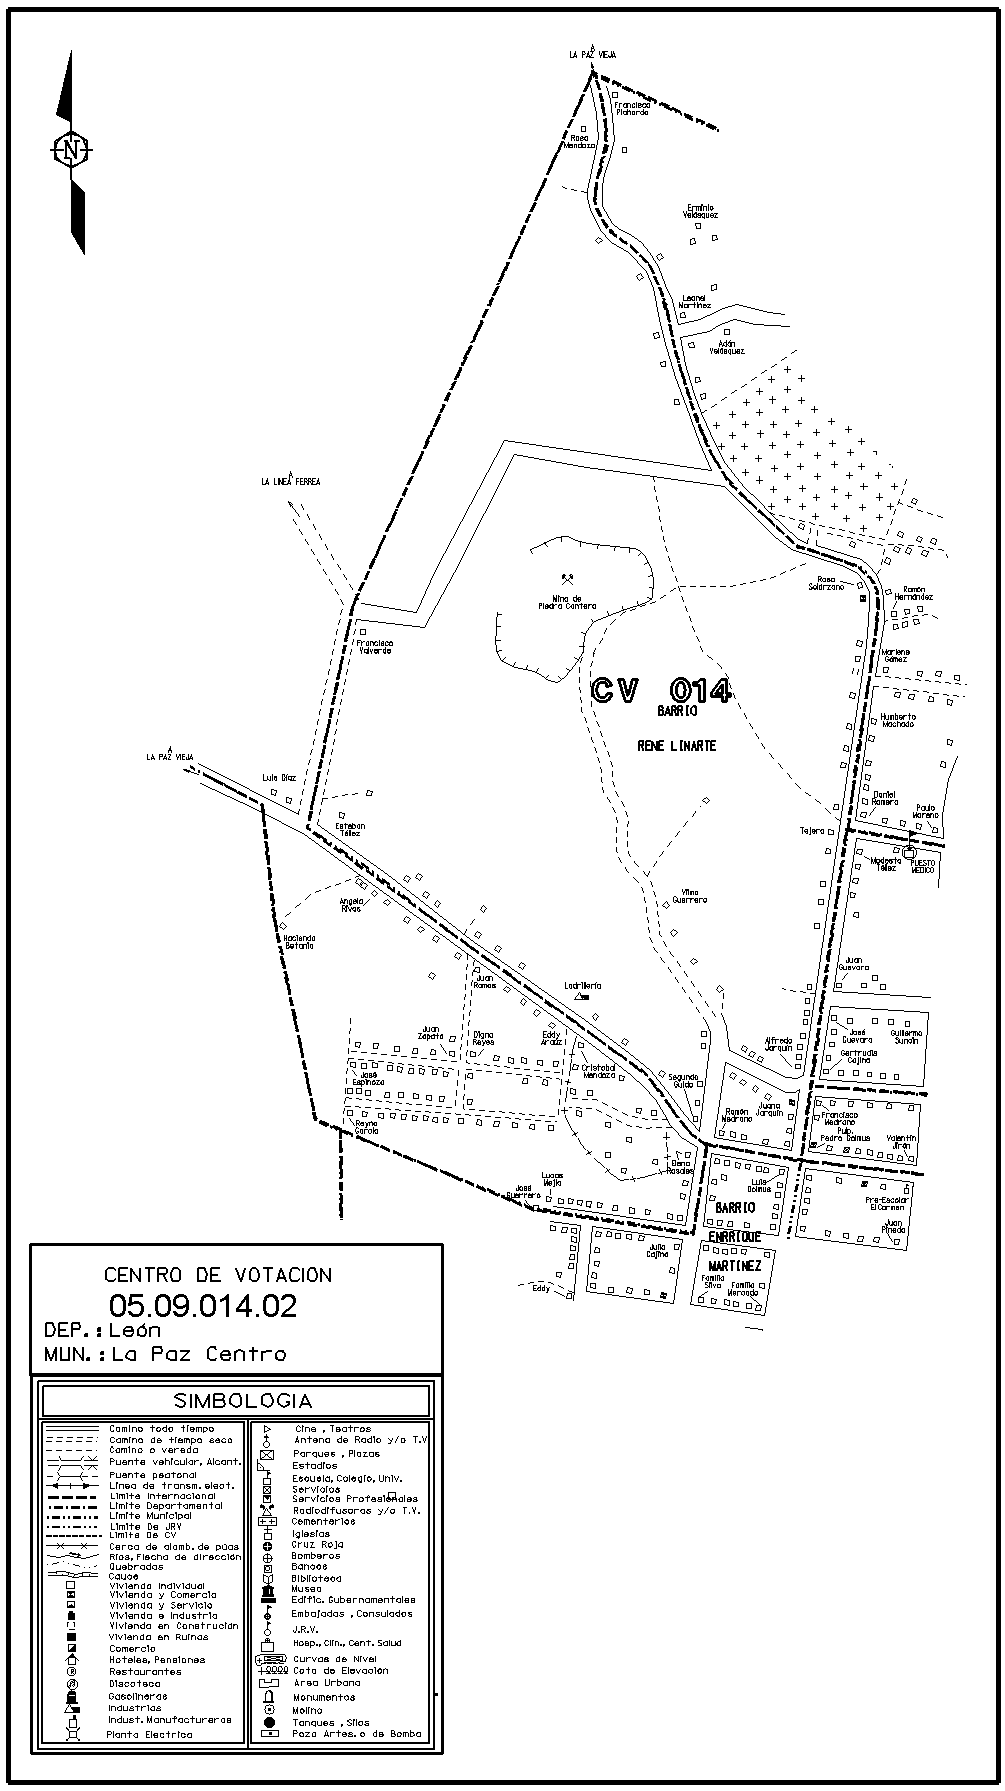 LA PAZ VIEJA
Francisco
Pichardo
Rosa
Mendoza
N
Erminio
Velásquez
Leonel
Martínez
Adán
Velásquez
LA LINEA FERREA
Mina de
Piedra Cantera
Rosa
Solórzano
Ramón
Hernández
Francisco
Valverde
Marlene
Gómez
CV 014
BARRIO
RENE LINARTE
Humberto
Machado
LA PAZ VIEJA
Luis Díaz
Daniel
Romero
Paulo
Moreno
Esteban
Téllez
Tejera
Modesto
Téllez
PUESTO
MEDICO
Angela
Rivas
Vilma
Guerrero
Hacienda
Betania
Juan
Guevara
Juan
Ramos
Ladrillería
Juan
Zapata
Digna
Reyes
Eddy
Araúz
Alfredo
Jarquín
José
Guevara
Guillermo
Sunsín
Gertrudis
Cajina
José
Espinoza
Cristobal
Mendoza
Segundo
Guido
Ramón
Medrano
Juana
Jarquín
Francisco
Medrano
Pulp.
Pedro Dolmus
Valentín
Jirón
Reyna
García
Elena
Rosales
Lucas
Mejía
José
Guerrero
Luis
Dolmus
BARRIO
ENRRIQUE
MARTINEZ
Pre-Escolar
El Carmen
Juan
Pineda
Julio
Cajina
Familia
Silva
Familia
Mercado
Eddy
CENTRO DE VOTACION
05.09.014.02
DEP.: León
MUN.: La Paz Centro
SIMBOLOGIA
Camino todo tiempo
Camino de tiempo seco
Camino o vereda
Puente vehicular, Alcant.
Puente peatonal
Línea de transm. elect.
Limite Internacional
Limite Departamental
Limite Municipal
Limite De JRV
Limite De CV
Cerca de alamb. de púas
Ríos, Flecha de dirección
Quebradas
Cauce
Vivienda Individual
Vivienda y Comercio
Vivienda y Servicio
Vivienda e Industria
Vivienda en Construcción
Vivienda en Ruinas
Comercio
Hoteles, Pensiones
Restaurantes
Discoteca
Gasolineras
Industrias
Indust. Manufactureras
Planta Electrica
Cine , Teatros
Antena de Radio y/o T.V
Parques , Plazas
Estadios
Escuela, Colegio, Univ.
Servicios
Servicios Profesionales
Radiodifusoras y/o T.V.
Cementerios
Iglesias
Cruz Roja
Bomberos
Bancos
Biblioteca
Museo
Edific. Gubernamentales
Embajadas , Consulados
J.R.V.
Hosp., Clín., Cent. Salud
Curvas de Nivel
Cota de Elevación
Area Urbana
Monumentos
Molino
Tanques , Silos
Pozo Artes. o de Bomba